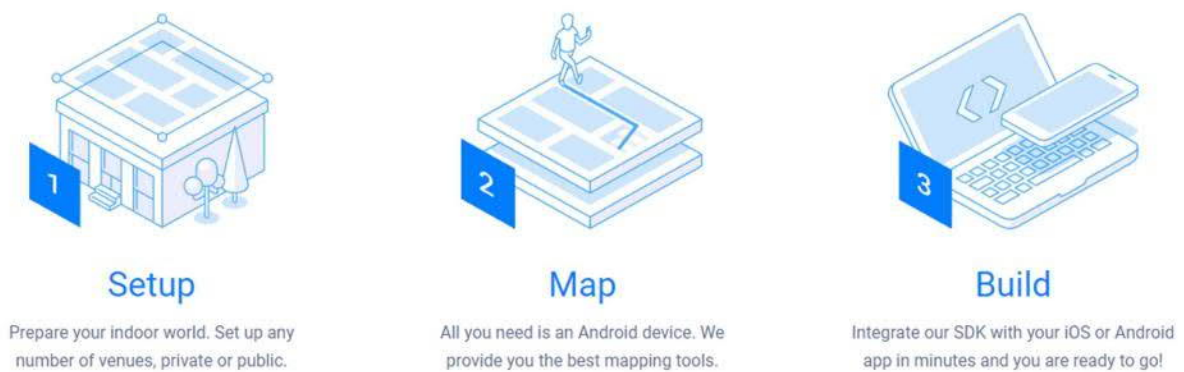 1
Setup
Prepare your indoor world. Set up any
number of venues, private or public.
2
Map
All you need is an Android device. We
provide you the best mapping tools.
3
Build
Integrate our SDK with your iOS or Android
app in minutes and you are ready to go!